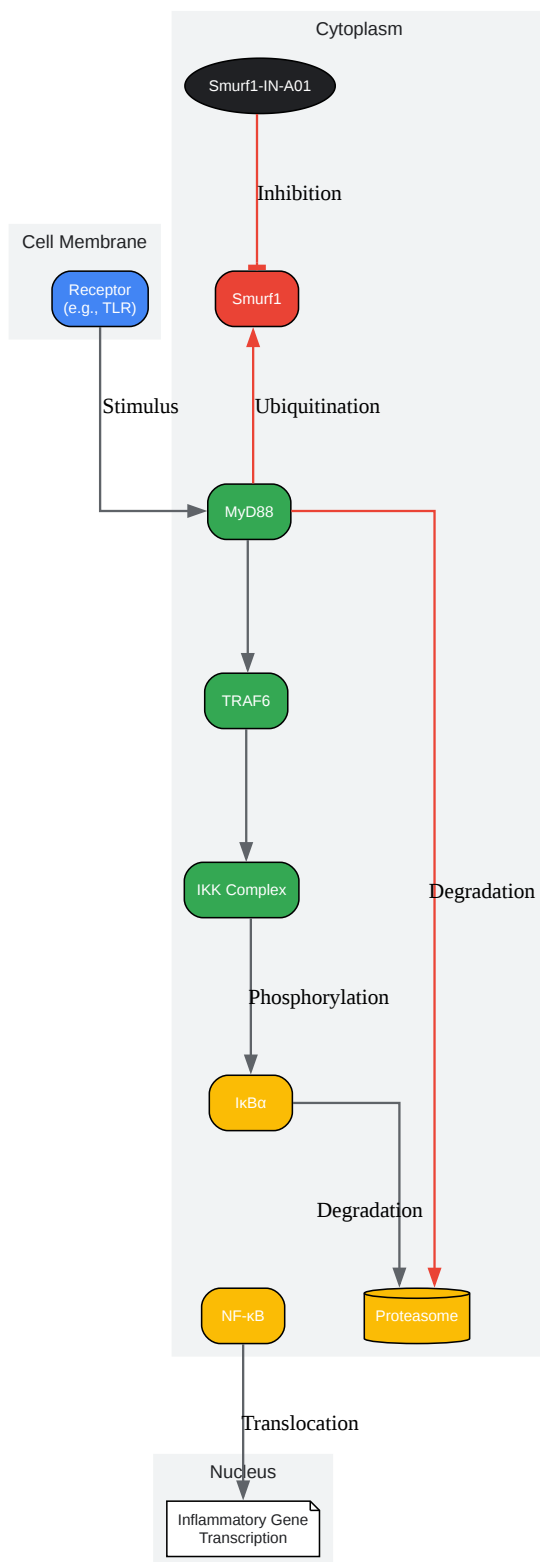 Cytoplasm
Smurf1-IN-A01
Inhibition
Cell Membrane
Receptor
(e.g., TLR)
Smurf1
Stimulus
Ubiquitination
MyD88
TRAF6
IKK Complex
Degradation
Phosphorylation
IκBα
Degradation
NF-κB
Proteasome
Translocation
Nucleus
Inflammatory Gene
Transcription